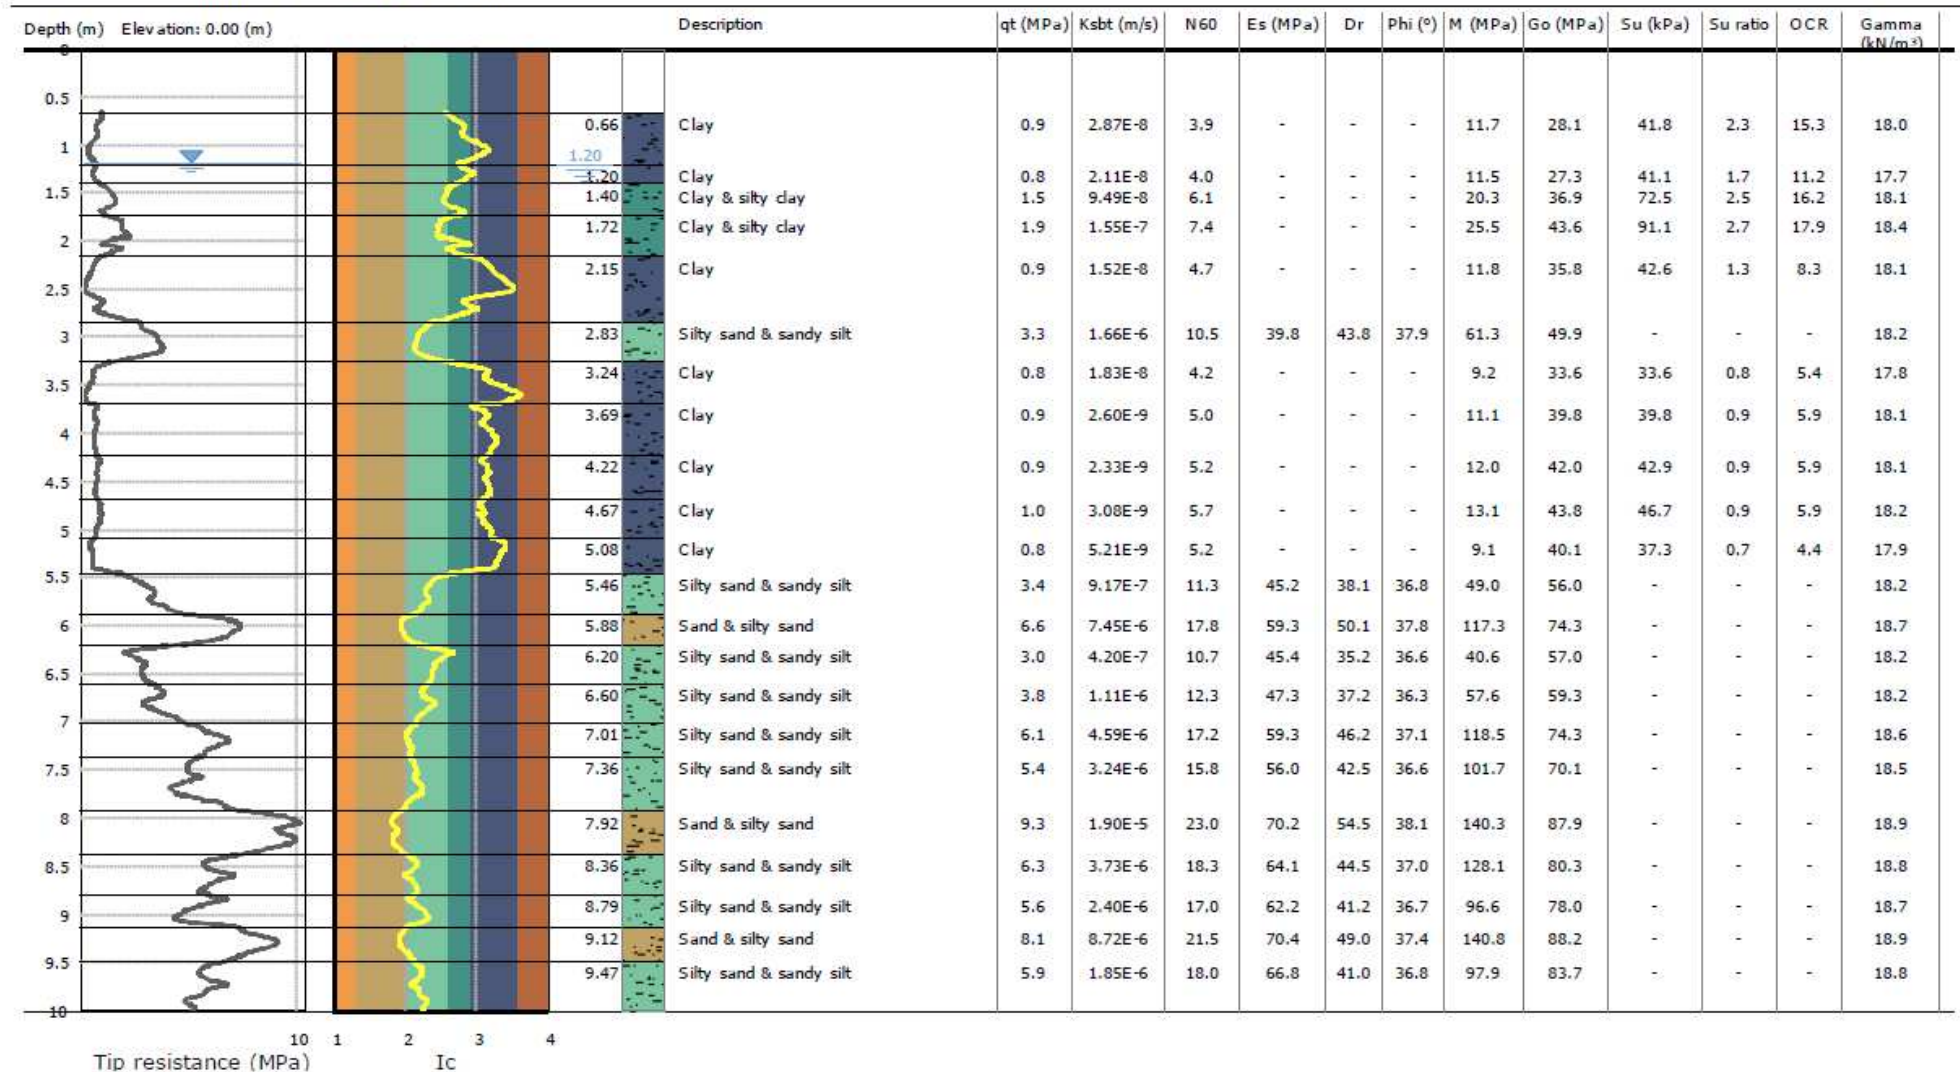 Depth (m) Elevation: 0.00 (m) Description qt (MPa) Ksbt (m/s) N60 Es (MPa) Dr Phi (º) M (MPa) Go (MPa) Su (kPa) Su ratio OCR Gamma
(kN/m³)
0
0.5
0.66 Clay 0.9 2.87E-8 3.9 - - - 11.7 28.1 41.8 2.3 15.3 18.0
1
1.20
1.20 Clay 0.8 2.11E-8 4.0 - - - 11.5 27.3 41.1 1.7 11.2 17.7
1.5 1.40 Clay & silty clay 1.5 9.49E-8 6.1 - - - 20.3 36.9 72.5 2.5 16.2 18.1
1.72 Clay & silty clay 1.9 1.55E-7 7.4 - - - 25.5 43.6 91.1 2.7 17.9 18.4
2
2.15 Clay 0.9 1.52E-8 4.7 - - - 11.8 35.8 42.6 1.3 8.3 18.1
2.5
3 2.83 Silty sand & sandy silt 3.3 1.66E-6 10.5 39.8 43.8 37.9 61.3 49.9 - - - 18.2
3.24 Clay 0.8 1.83E-8 4.2 - - - 9.2 33.6 33.6 0.8 5.4 17.8
3.5
3.69 Clay 0.9 2.60E-9 5.0 - - - 11.1 39.8 39.8 0.9 5.9 18.1
4
4.22 Clay 0.9 2.33E-9 5.2 - - - 12.0 42.0 42.9 0.9 5.9 18.1
4.5
4.67 Clay 1.0 3.08E-9 5.7 - - - 13.1 43.8 46.7 0.9 5.9 18.2
5
5.08 Clay 0.8 5.21E-9 5.2 - - - 9.1 40.1 37.3 0.7 4.4 17.9
5.5 5.46 Silty sand & sandy silt 3.4 9.17E-7 11.3 45.2 38.1 36.8 49.0 56.0 - - - 18.2
6 5.88 Sand & silty sand 6.6 7.45E-6 17.8 59.3 50.1 37.8 117.3 74.3 - - - 18.7
6.20 Silty sand & sandy silt 3.0 4.20E-7 10.7 45.4 35.2 36.6 40.6 57.0 - - - 18.2
6.5
6.60 Silty sand & sandy silt 3.8 1.11E-6 12.3 47.3 37.2 36.3 57.6 59.3 - - - 18.2
7
7.01 Silty sand & sandy silt 6.1 4.59E-6 17.2 59.3 46.2 37.1 118.5 74.3 - - - 18.6
7.5 7.36 Silty sand & sandy silt 5.4 3.24E-6 15.8 56.0 42.5 36.6 101.7 70.1 - - - 18.5
8 7.92 Sand & silty sand 9.3 1.90E-5 23.0 70.2 54.5 38.1 140.3 87.9 - - - 18.9
8.5 8.36 Silty sand & sandy silt 6.3 3.73E-6 18.3 64.1 44.5 37.0 128.1 80.3 - - - 18.8
8.79 Silty sand & sandy silt 5.6 2.40E-6 17.0 62.2 41.2 36.7 96.6 78.0 - - - 18.7
9
9.12 Sand & silty sand 8.1 8.72E-6 21.5 70.4 49.0 37.4 140.8 88.2 - - - 18.9
9.5 9.47 Silty sand & sandy silt 5.9 1.85E-6 18.0 66.8 41.0 36.8 97.9 83.7 - - - 18.8
10
10 1 2 3 4
Tip resistance (MPa) Ic